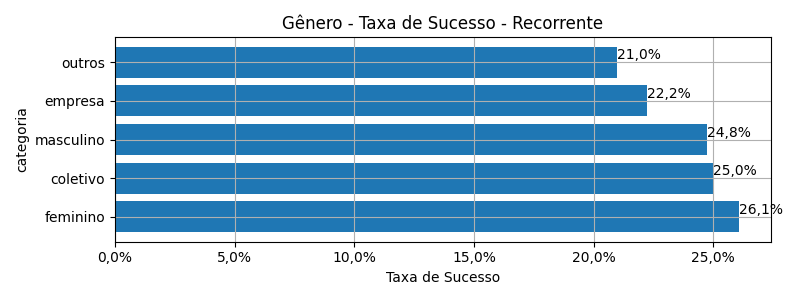 Gênero - Taxa de Sucesso - Recorrente
categoria
outros 21,0%
empresa 22,2%
masculino 24,8%
coletivo 25,0%
feminino 26,1%
0,0% 5,0% 10,0% 15,0% 20,0% 25,0%
Taxa de Sucesso